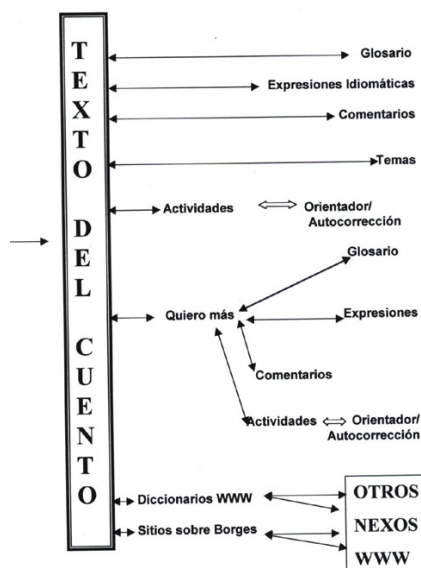 TEXTO DEL CUENTO
Glosario
Expresiones Idiomáticas
Comentarios
Temas
Actividades
Orientador/
Autocorrección
Glosario
Quiero más
Expresiones
Comentarios
Actividades
Orientador/
Autocorrección
Diccionarios WWW
Sitios sobre Borges
OTROS
NEXOS
WWW